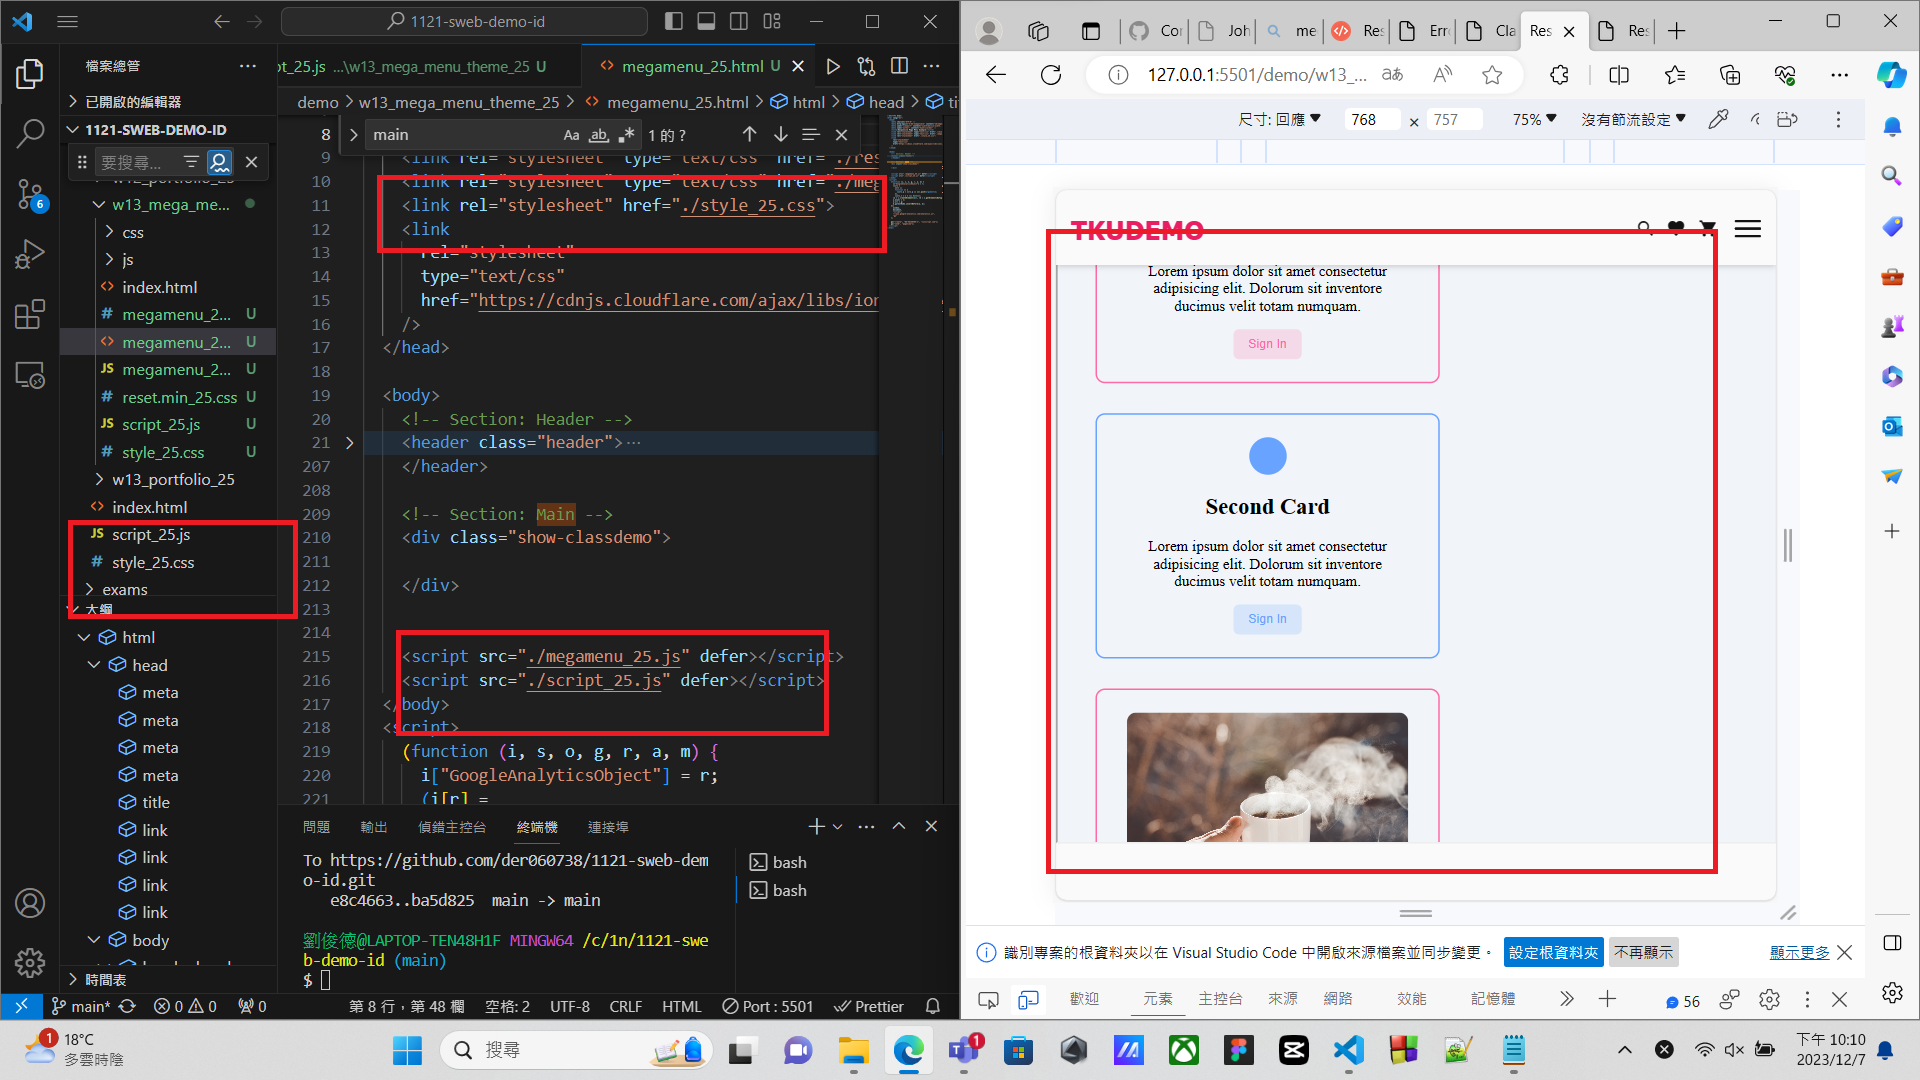 1121-sweb-demo-id
檔案總管
已開啟的編輯器
1121-SWEB-DEMO-ID
要搜尋...
w13_mega_me...
css
js
index.html
megamenu_2... U
megamenu_2... U
megamenu_2... U
reset.min_25.css U
script_25.js U
style_25.css U
w13_portfolio_25
index.html
script_25.js
style_25.css
exams
大綱
html
head
meta
meta
meta
meta
title
link
link
link
link
body
時間表
pt_25.js ...\w13_mega_menu_theme_25 U
megamenu_25.html U
demo > w13_mega_menu_theme_25 > megamenu_25.html > html > head > ti
main
Aa ab 1 的 ?
8
9 <link rel="stylesheet" type="text/css" href="./res
10 <link rel="stylesheet" type="text/css" href="./meg
11 <link rel="stylesheet" href="./style_25.css">
12 <link
13 rel="stylesheet"
14 type="text/css"
15 href="https://cdnjs.cloudflare.com/ajax/libs/ion
16 />
17 </head>
18
19 <body>
20 <!-- Section: Header -->
21 <header class="header">…
207 </header>
208
209 <!-- Section: Main -->
210 <div class="show-classdemo">
211
212 </div>
213
214
215 <script src="./megamenu_25.js" defer></script>
216 <script src="./script_25.js" defer></script>
217 </body>
218 <script>
219 (function (i, s, o, g, r, a, m) {
220 i["GoogleAnalyticsObject"] = r;
221 (i[r] =
問題 輸出 偵錯主控台 終端機 連接埠
To https://github.com/der060738/1121-sweb-dem
o-id.git
e8c4663..ba5d825 main -> main
劉俊德@LAPTOP-TEN48H1F MINGW64 /c/1n/1121-swe
b-demo-id (main)
$
bash
bash
main* 0 0 0 第 8 行，第 48 欄 空格: 2 UTF-8 CRLF HTML Port : 5501 Prettier
Cor Joh me Res Err Cla Res Res
127.0.0.1:5501/demo/w13_...
尺寸: 回應 768 × 757 75% 沒有節流設定
TKUDEMO
Lorem ipsum dolor sit amet consectetur
adipisicing elit. Dolorum sit inventore
ducimus velit totam numquam.
Sign In
Second Card
Lorem ipsum dolor sit amet consectetur
adipisicing elit. Dolorum sit inventore
ducimus velit totam numquam.
Sign In
識別專案的根資料夾以在 Visual Studio Code 中開啟來源檔案並同步變更。 設定根資料夾 不再顯示 顯示更多
歡迎 元素 主控台 來源 網路 效能 記憶體 56
1 18°C
多雲時陰
搜尋
1
下午 10:10
2023/12/7